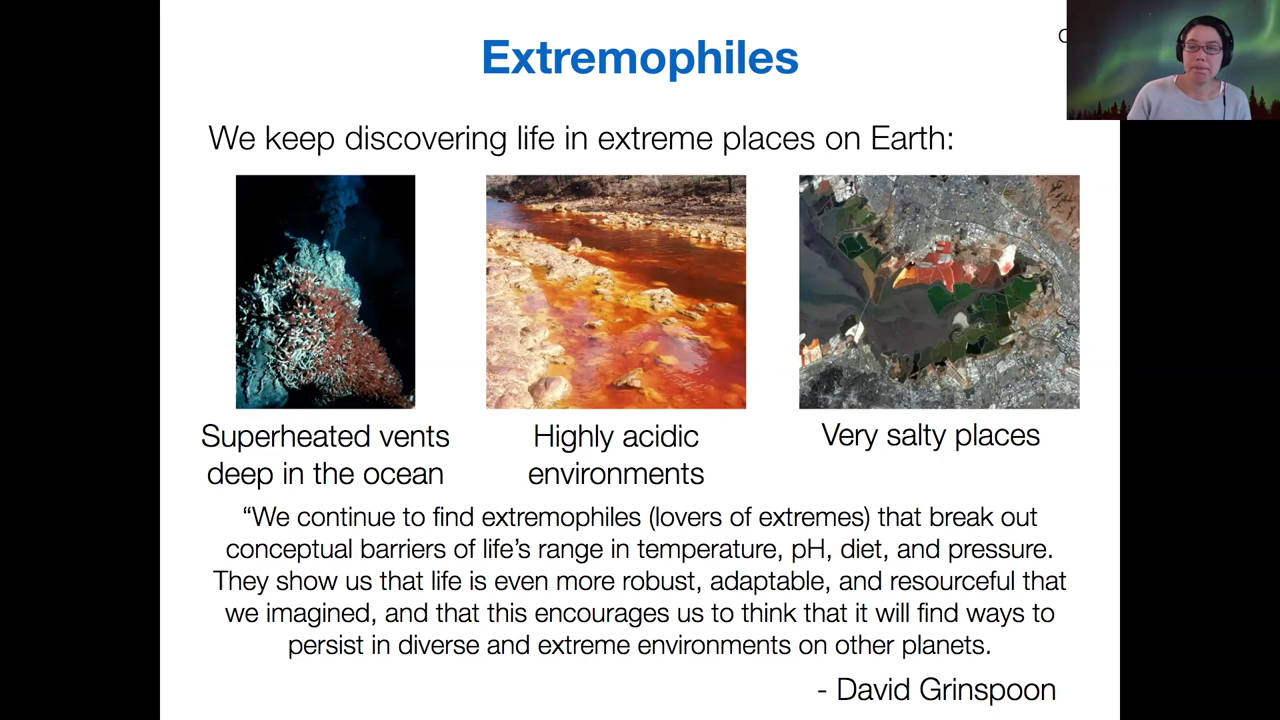 Extremophiles
We keep discovering life in extreme places on Earth:
Superheated vents
deep in the ocean
Highly acidic
environments
Very salty places
“We continue to find extremophiles (lovers of extremes) that break out
conceptual barriers of life’s range in temperature, pH, diet, and pressure.
They show us that life is even more robust, adaptable, and resourceful that
we imagined, and that this encourages us to think that it will find ways to
persist in diverse and extreme environments on other planets.
- David Grinspoon